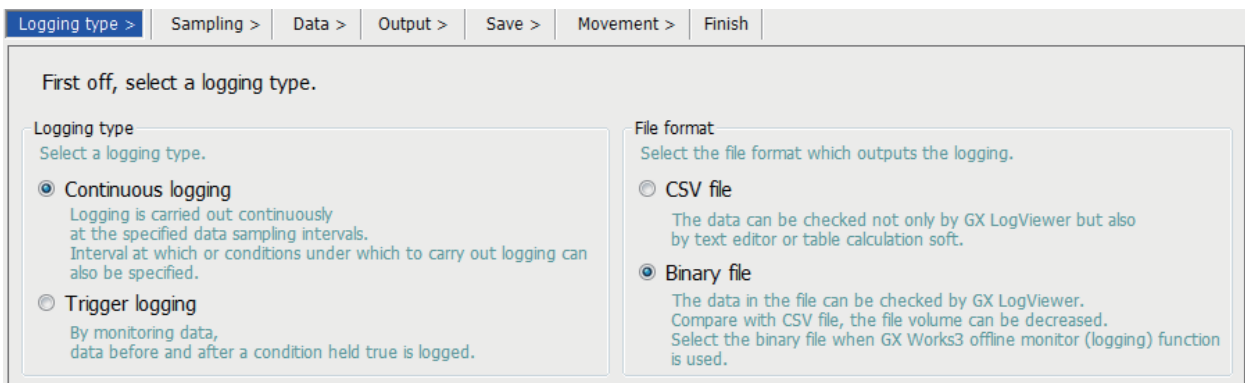 Logging type >
Sampling >
Data >
Output >
Save >
Movement >
Finish
First off, select a logging type.
Logging type
Select a logging type.
Continuous logging
Logging is carried out continuously
at the specified data sampling intervals.
Interval at which or conditions under which to carry out logging can
also be specified.
Trigger logging
By monitoring data,
data before and after a condition held true is logged.
File format
Select the file format which outputs the logging.
CSV file
The data can be checked not only by GX LogViewer but also
by text editor or table calculation soft.
Binary file
The data in the file can be checked by GX LogViewer.
Compare with CSV file, the file volume can be decreased.
Select the binary file when GX Works3 offline monitor (logging) function
is used.